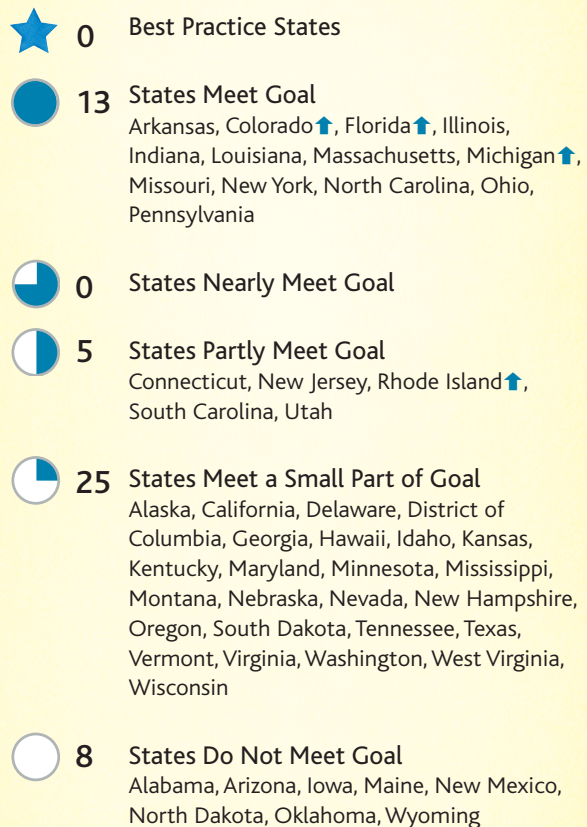 0 Best Practice States
13 States Meet Goal
Arkansas, Colorado⬆, Florida⬆, Illinois,
Indiana, Louisiana, Massachusetts, Michigan⬆,
Missouri, New York, North Carolina, Ohio,
Pennsylvania
0 States Nearly Meet Goal
5 States Partly Meet Goal
Connecticut, New Jersey, Rhode Island⬆,
South Carolina, Utah
25 States Meet a Small Part of Goal
Alaska, California, Delaware, District of
Columbia, Georgia, Hawaii, Idaho, Kansas,
Kentucky, Maryland, Minnesota, Mississippi,
Montana, Nebraska, Nevada, New Hampshire,
Oregon, South Dakota, Tennessee, Texas,
Vermont, Virginia, Washington, West Virginia,
Wisconsin
8 States Do Not Meet Goal
Alabama, Arizona, Iowa, Maine, New Mexico,
North Dakota, Oklahoma, Wyoming